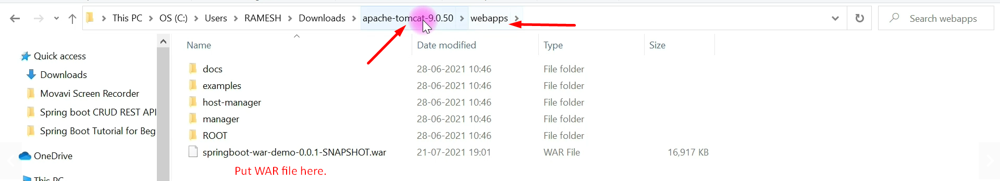 This PC > OS (C:) > Users > RAMESH > Downloads > apache-tomcat-9.0.50 > webapps >
Search webapps
Name Date modified Type Size
Quick access
Downloads
Movavi Screen Recorder
Spring boot CRUD REST API
Spring Boot Tutorial for Beg
OneDrive
This PC
docs 28-06-2021 10:46 File folder
examples 28-06-2021 10:46 File folder
host-manager 28-06-2021 10:46 File folder
manager 28-06-2021 10:46 File folder
ROOT 28-06-2021 10:46 File folder
springboot-war-demo-0.0.1-SNAPSHOT.war 21-07-2021 19:01 WAR File 16,917 KB
Put WAR file here.